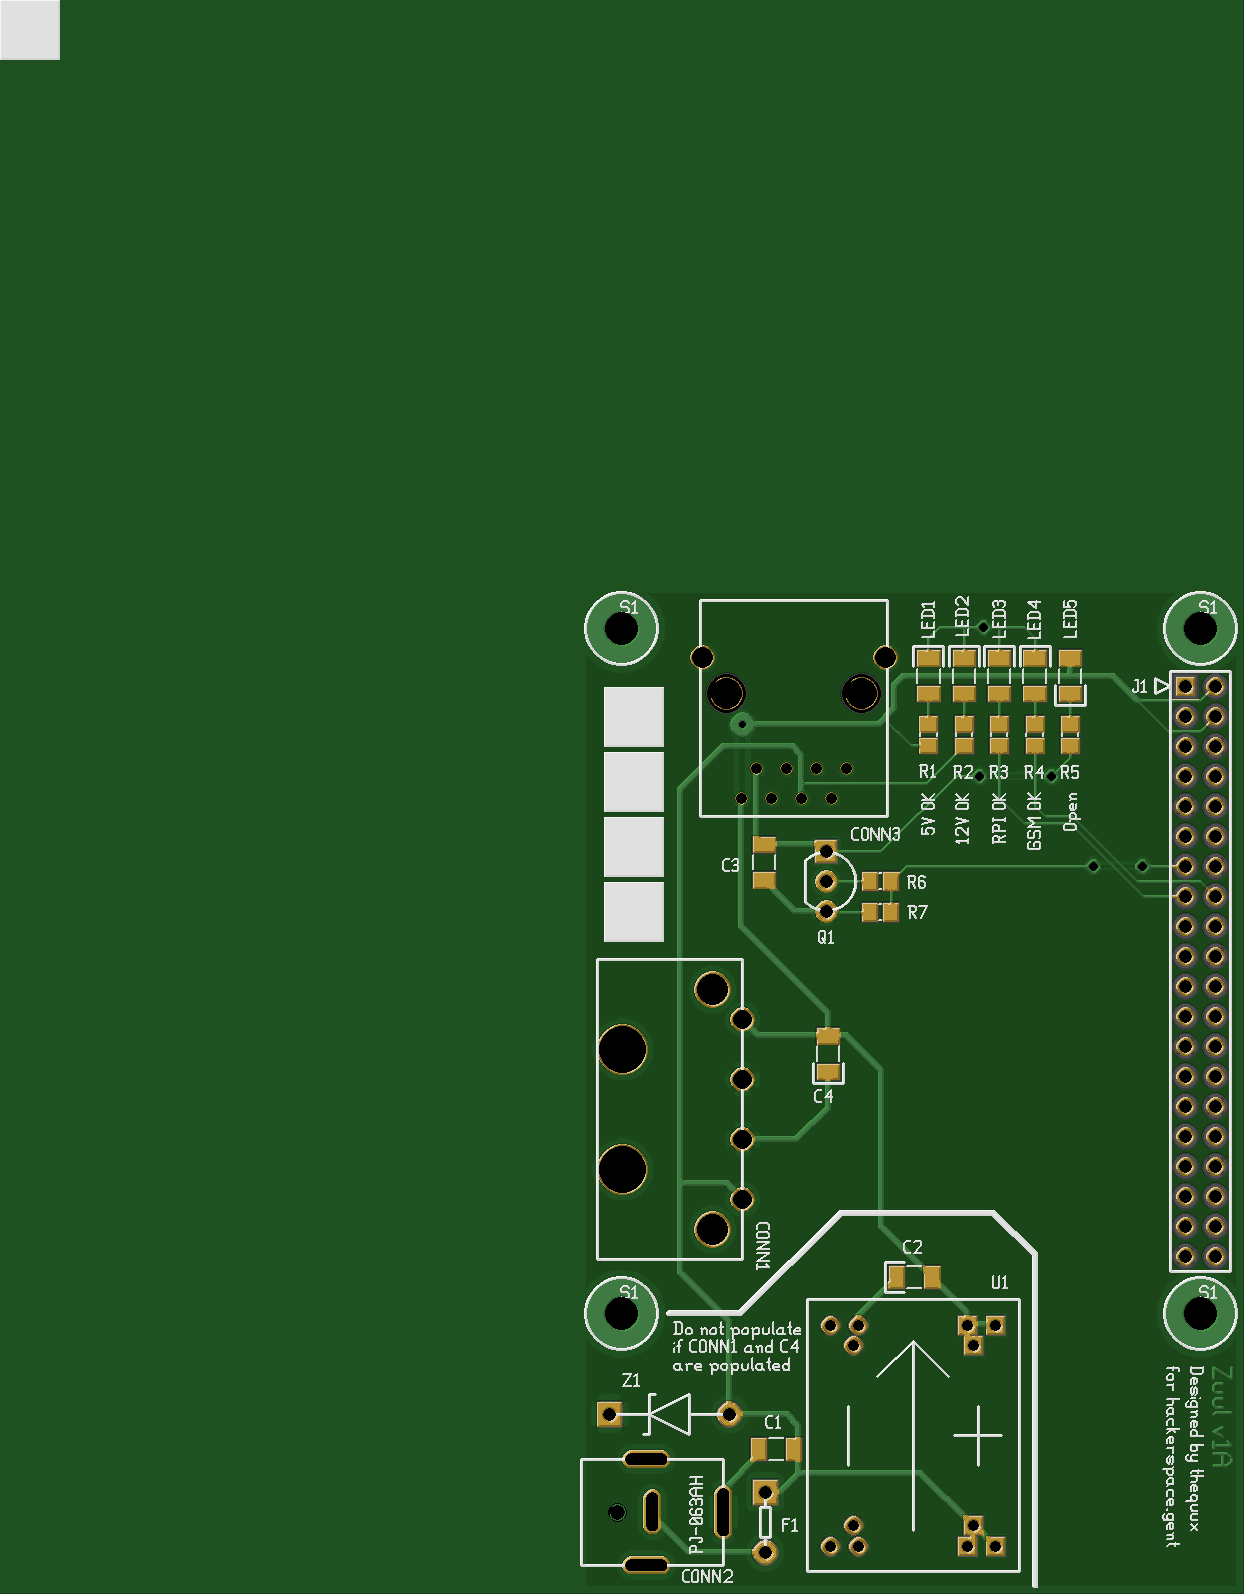 S1
S1
LED1
LED2
LED3
LED4
LED5
J1
R1
R2
R3
R4
R5
5V OK
12V OK
RPI OK
GSM OK
Open
CONN3
C3
R6
R7
Q1
C4
CONN1
C2
U1
S1
S1
Do not populate
if CONN1 and C4
are populated
Zuul v1A
Designed by thequux
for hackerspace.gent
Z1
C1
PJ-063AH
F1
CONN2